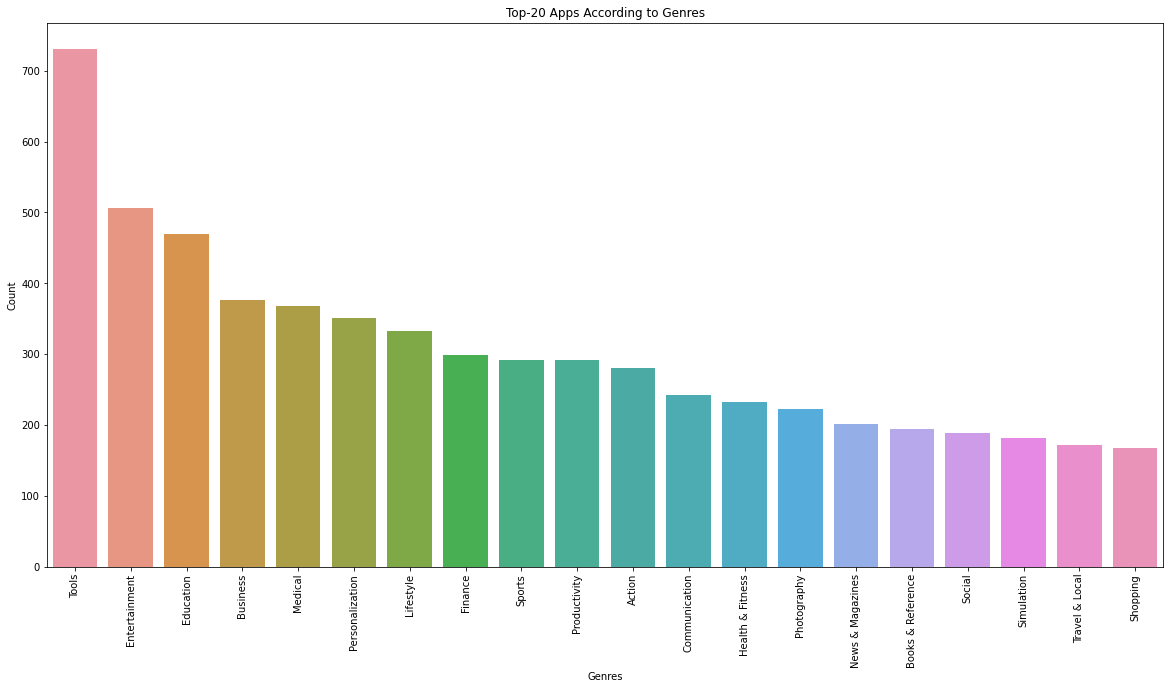 Top-20 Apps According to Genres
Count
700
600
500
400
300
200
100
0
Tools
Entertainment
Education
Business
Medical
Personalization
Lifestyle
Finance
Sports
Productivity
Action
Communication
Health & Fitness
Photography
News & Magazines
Books & Reference
Social
Simulation
Travel & Local
Shopping
Genres